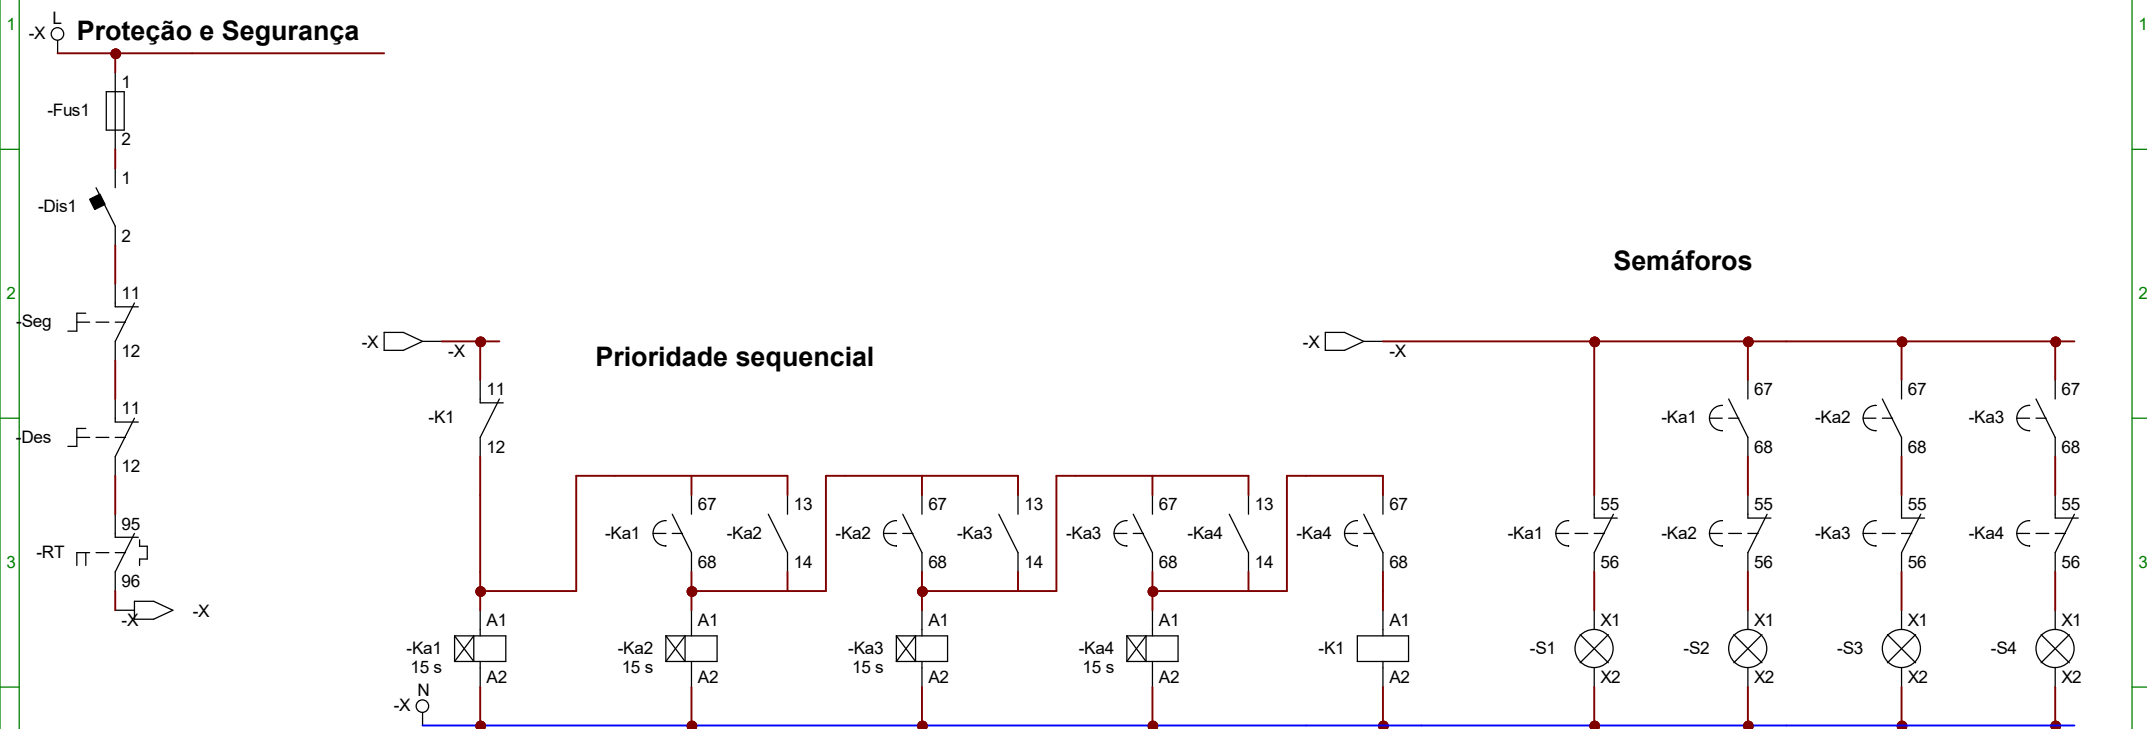 1
L
-X
Proteção e Segurança
1
1
-Fus1
2
1
-Dis1
2
Semáforos
2
11
2
-Seg
12
-X
-X
-X
-X
Prioridade sequencial
11
-K1
12
67
-Ka1
68
67
-Ka2
68
67
-Ka3
68
11
-Des
12
67
-Ka1
68
13
-Ka2
14
67
-Ka2
68
13
-Ka3
14
67
-Ka3
68
13
-Ka4
14
67
-Ka4
68
55
-Ka1
56
55
-Ka2
56
55
-Ka3
56
55
-Ka4
56
3
95
-RT
96
3
-X
-X
A1
-Ka1
15 s
A2
A1
-Ka2
15 s
A2
A1
-Ka3
15 s
A2
A1
-Ka4
15 s
A2
A1
-K1
A2
X1
-S1
X2
X1
-S2
X2
X1
-S3
X2
X1
-S4
X2
N
-X